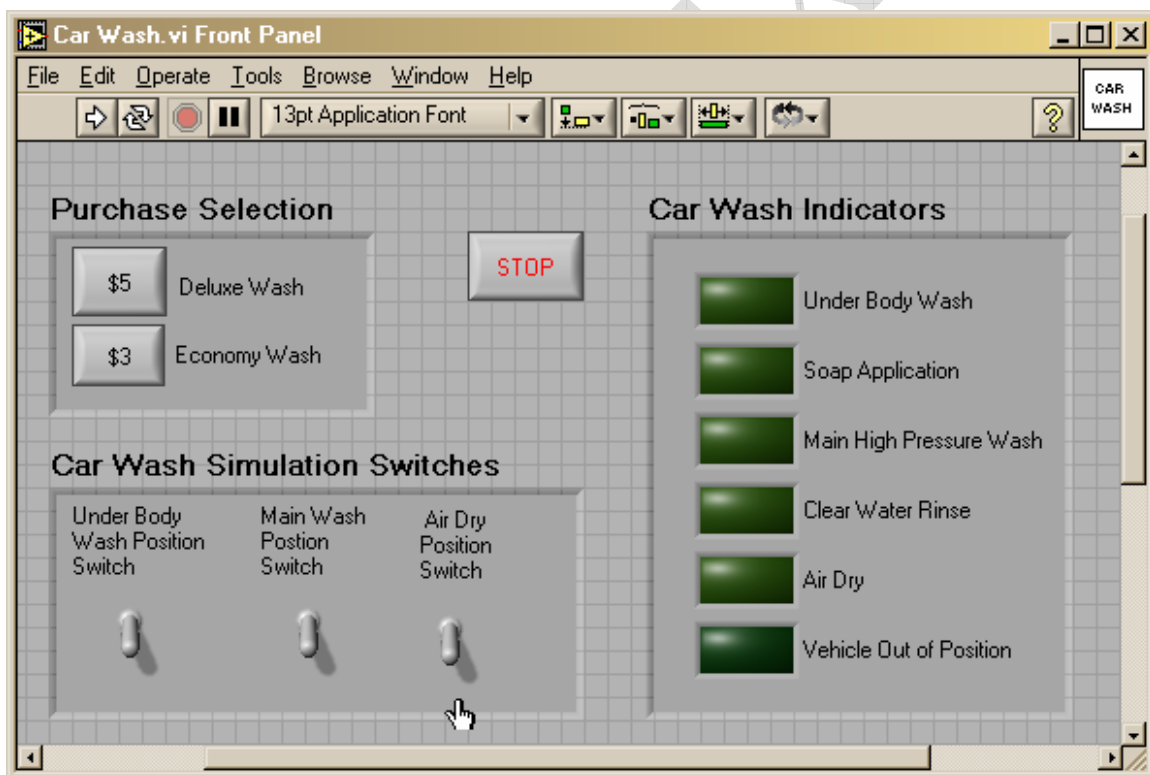 Car Wash.vi Front Panel
File Edit Operate Tools Browse Window Help
CAR
WASH
13pt Application Font
?
Purchase Selection
$5
Deluxe Wash
$3
Economy Wash
STOP
Car Wash Simulation Switches
Under Body
Wash Position
Switch
Main Wash
Postion
Switch
Air Dry
Position
Switch
Car Wash Indicators
Under Body Wash
Soap Application
Main High Pressure Wash
Clear Water Rinse
Air Dry
Vehicle Out of Position